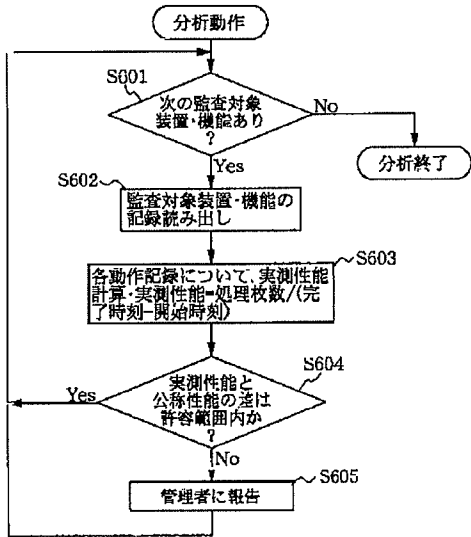 分析動作
S601
次の監査対象
装置・機能あり
?
No
Yes
分析終了
S602
監査対象装置・機能の
記録読み出し
S603
各動作記録について、実測性能
計算・実測性能=処理枚数/(完
了時刻-開始時刻)
S604
Yes
実測性能と
公称性能の差は
許容範囲内か
?
No
S605
管理者に報告